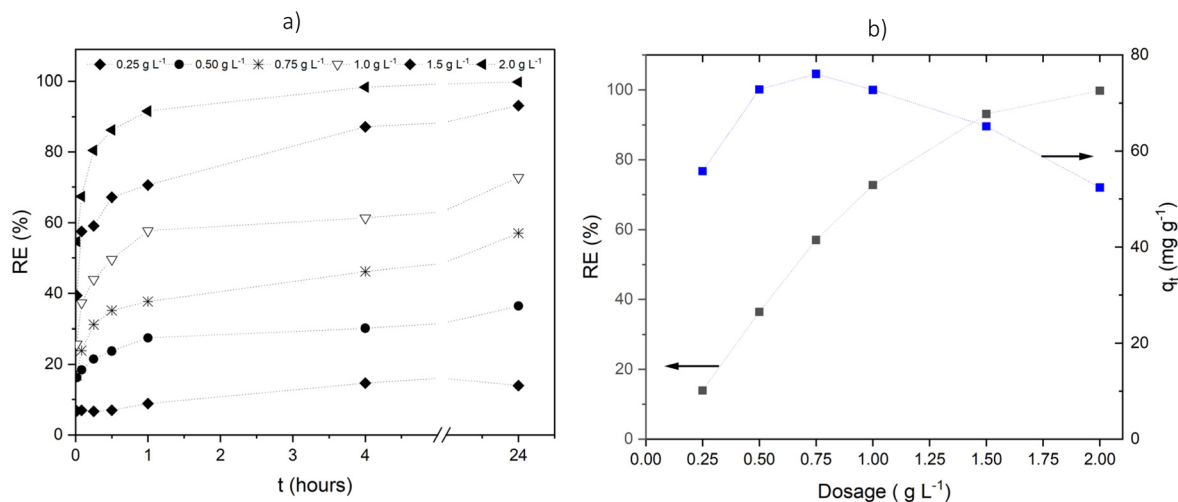 a)
0.25 g L⁻¹ 0.50 g L⁻¹ 0.75 g L⁻¹ 1.0 g L⁻¹ 1.5 g L⁻¹ 2.0 g L⁻¹
100
80
60
40
20
0
RE (%)
0 1 2 3 4 24
t (hours)
b)
100
80
60
40
20
0
RE (%)
80
60
40
20
0
qₜ (mg g⁻¹)
0.00 0.25 0.50 0.75 1.00 1.25 1.50 1.75 2.00
Dosage ( g L⁻¹)